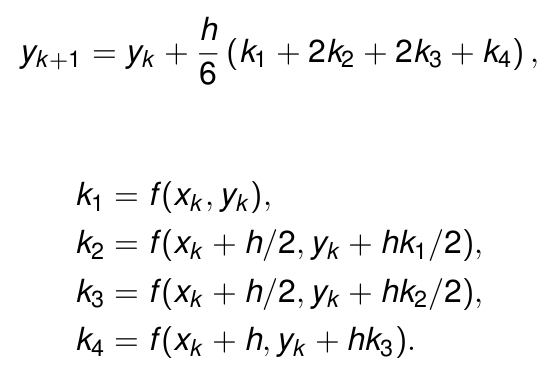 y_{k+1} = y_k + \frac{h}{6} (k_1 + 2k_2 + 2k_3 + k_4) ,
k_1 = f(x_k, y_k),
k_2 = f(x_k + h/2, y_k + hk_1/2),
k_3 = f(x_k + h/2, y_k + hk_2/2),
k_4 = f(x_k + h, y_k + hk_3).